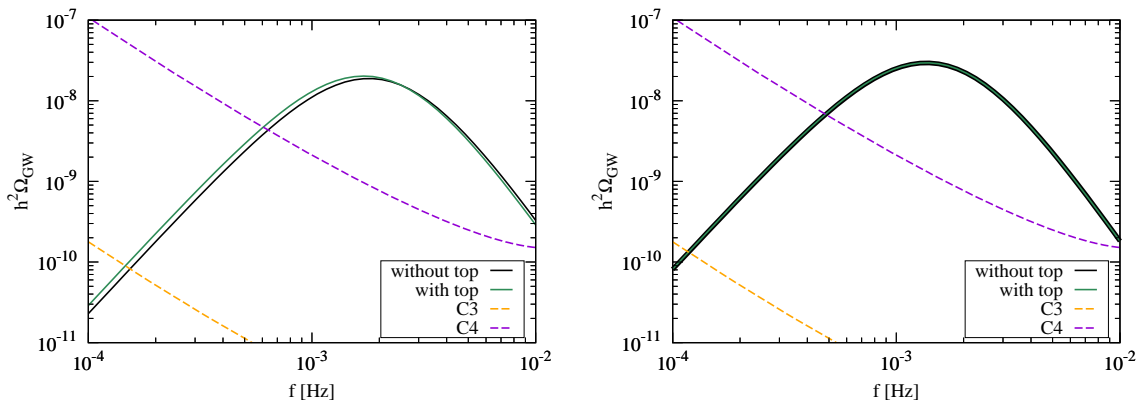 10⁻⁷
10⁻⁸
10⁻⁹
10⁻¹⁰
10⁻¹¹
h²Ω_GW
10⁻⁴
10⁻³
10⁻²
f [Hz]
without top
with top
C3
C4
10⁻⁷
10⁻⁸
10⁻⁹
10⁻¹⁰
10⁻¹¹
h²Ω_GW
10⁻⁴
10⁻³
10⁻²
f [Hz]
without top
with top
C3
C4